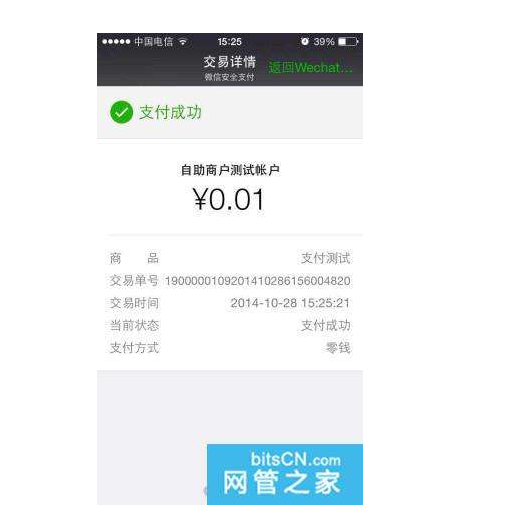 中国电信 15:25 39%
交易详情
微信安全支付
返回Wechat...
支付成功
自助商户测试帐户
¥0.01
商 品 支付测试
交易单号 1900000109201410286156004820
交易时间 2014-10-28 15:25:21
当前状态 支付成功
支付方式 零钱
bitsCN.com
网管之家